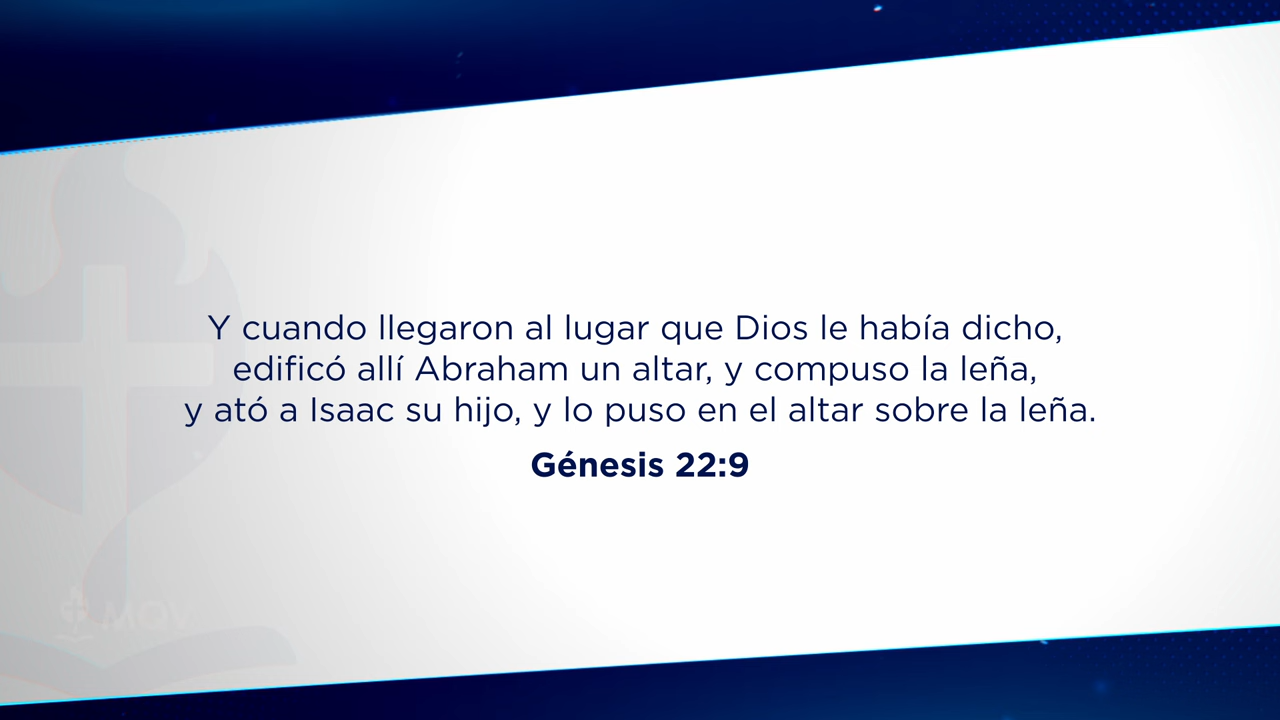 Y cuando llegaron al lugar que Dios le había dicho,
edificó allí Abraham un altar, y compuso la leña,
y ató a Isaac su hijo, y lo puso en el altar sobre la leña.
Génesis 22:9